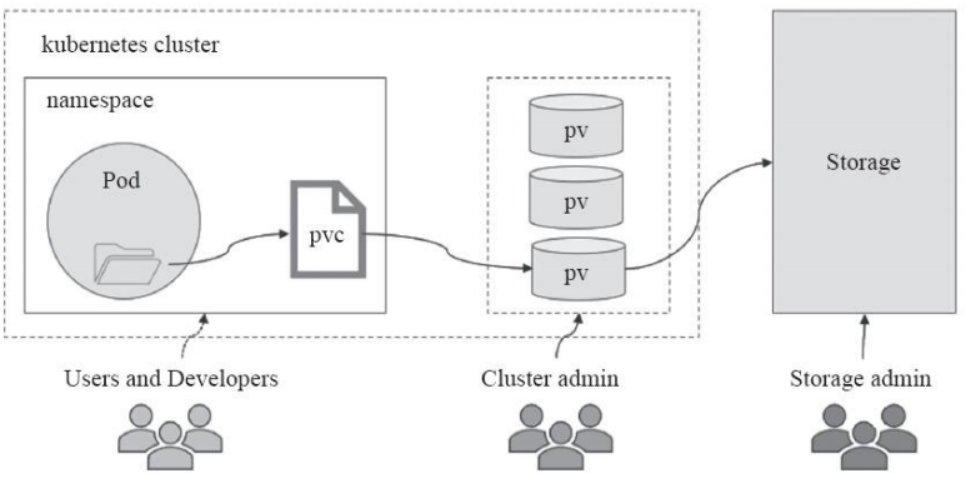 kubernetes cluster
namespace
Pod
pvc
pv
pv
pv
Storage
Users and Developers
Cluster admin
Storage admin